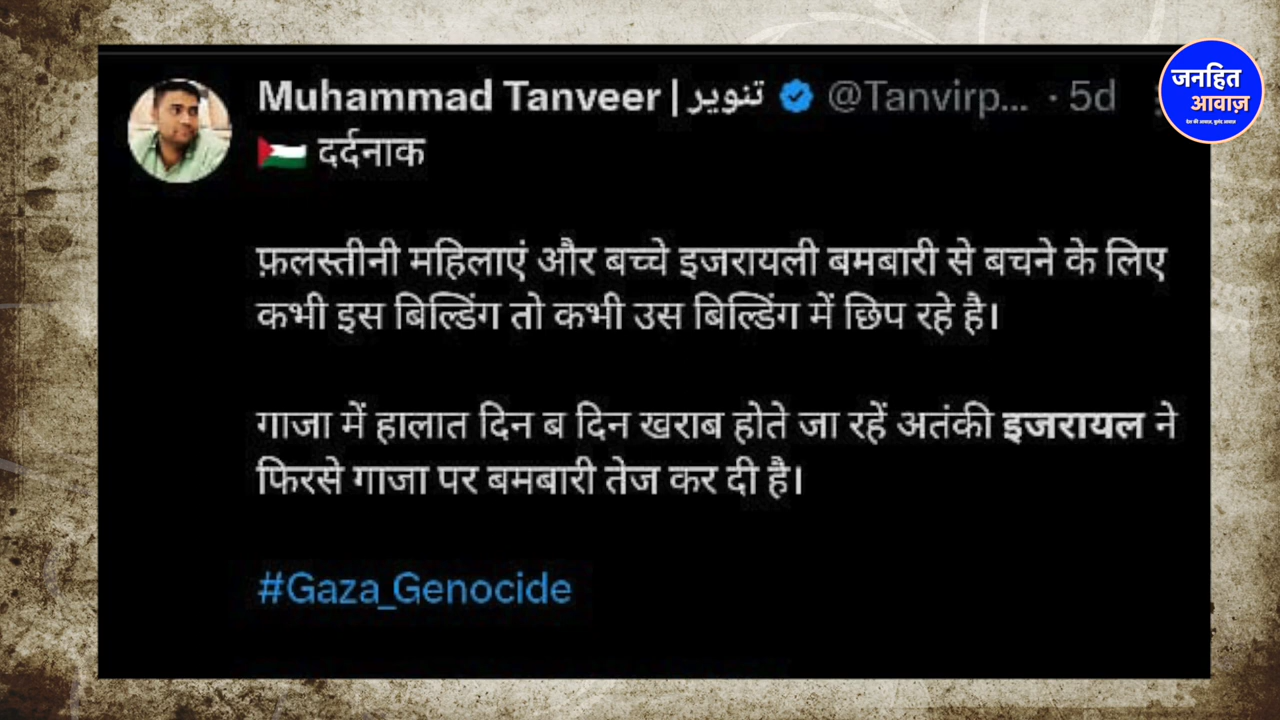 जनहित
आवाज़
Muhammad Tanveer | تنویر @Tanvirp... · 5d
🇵🇸 दर्दनाक
फ़लस्तीनी महिलाएं और बच्चे इजरायली बमबारी से बचने के लिए
कभी इस बिल्डिंग तो कभी उस बिल्डिंग में छिप रहे है।
गाजा में हालात दिन ब दिन खराब होते जा रहें अतंकी इजरायल ने
फिरसे गाजा पर बमबारी तेज कर दी है।
#Gaza_Genocide